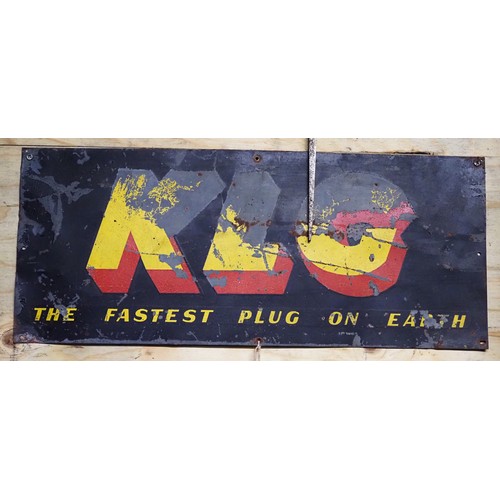 KLG
THE FASTEST PLUG ON EARTH